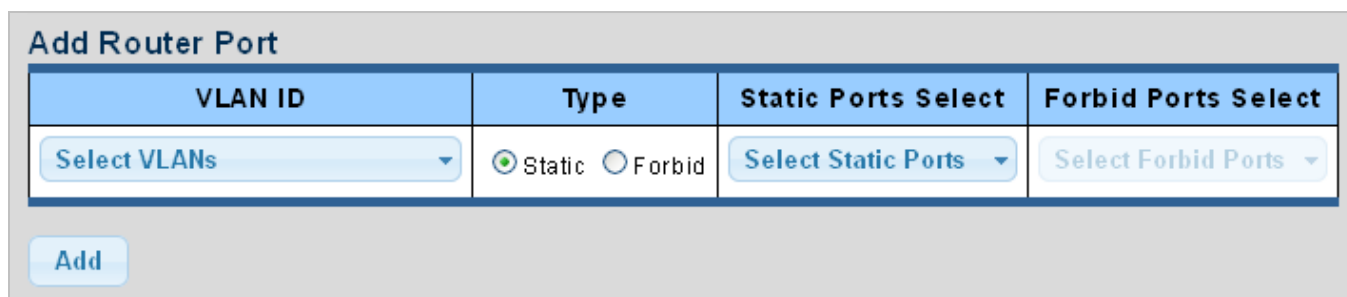 Add Router Port
VLAN ID Type Static Ports Select Forbid Ports Select
Select VLANs Static Forbid Select Static Ports Select Forbid Ports
Add